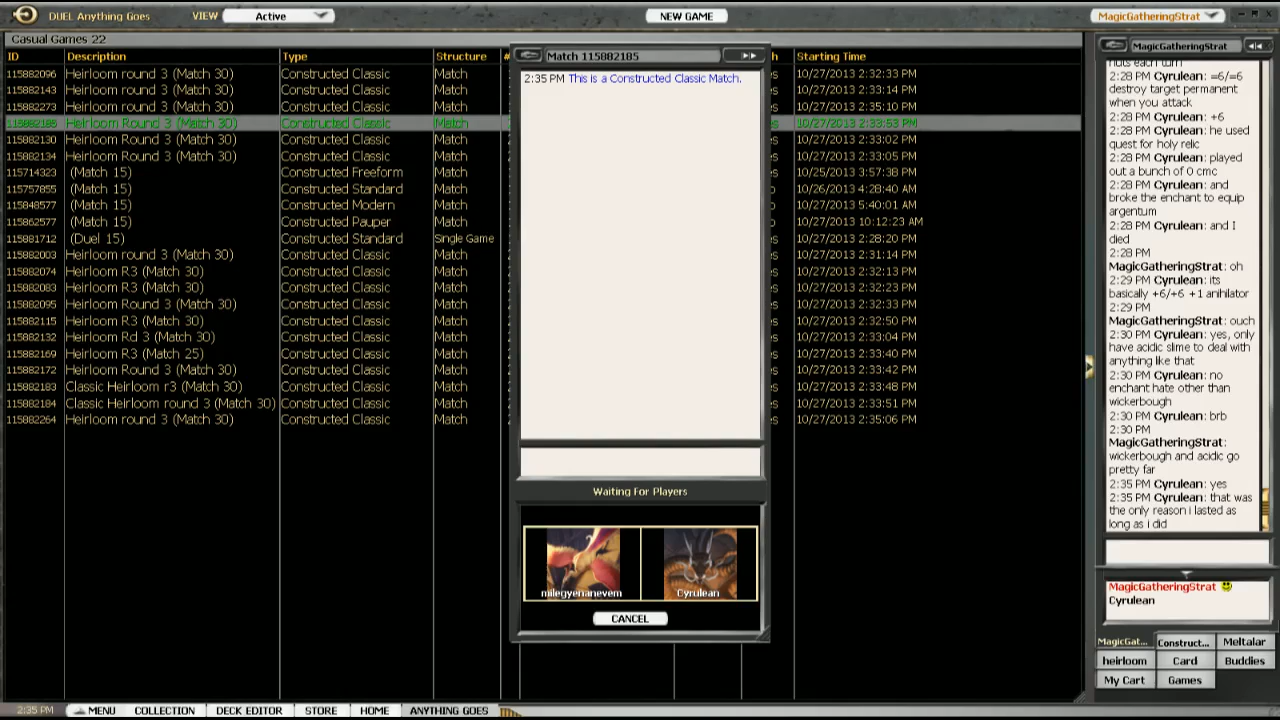 DUEL Anything Goes VIEW Active NEW GAME MagicGatheringStrat
Casual Games 22
ID Description Type Structure # Starting Time
115882096 Heirloom round 3 (Match 30) Constructed Classic Match 10/27/2013 2:32:33 PM
115882143 Heirloom round 3 (Match 30) Constructed Classic Match 10/27/2013 2:33:14 PM
115882273 Heirloom round 3 (Match 30) Constructed Classic Match 10/27/2013 2:35:10 PM
115882185 Heirloom Round 3 (Match 30) Constructed Classic Match 10/27/2013 2:33:53 PM
115882130 Heirloom Round 3 (Match 30) Constructed Classic Match 10/27/2013 2:33:02 PM
115882134 Heirloom Round 3 (Match 30) Constructed Classic Match 10/27/2013 2:33:05 PM
115714323 (Match 15) Constructed Freeform 10/25/2013 3:57:38 PM
115757855 (Match 15) Constructed Standard 10/26/2013 4:28:40 AM
115848577 (Match 15) Constructed Modern 10/27/2013 5:40:01 AM
115862577 (Match 15) Constructed Pauper 10/27/2013 10:12:23 AM
115881712 (Duel 15) Constructed Standard Single Game 10/27/2013 2:28:20 PM
115882003 Heirloom round 3 (Match 30) Constructed Classic Match 10/27/2013 2:31:14 PM
115882074 Heirloom R3 (Match 30) Constructed Classic Match 10/27/2013 2:32:13 PM
115882083 Heirloom R3 (Match 30) Constructed Classic Match 10/27/2013 2:32:23 PM
115882095 Heirloom Round 3 (Match 30) Constructed Classic Match 10/27/2013 2:32:33 PM
115882115 Heirloom R3 (Match 30) Constructed Classic Match 10/27/2013 2:32:50 PM
115882132 Heirloom Rd 3 (Match 30) Constructed Classic Match 10/27/2013 2:33:04 PM
115882169 Heirloom R3 (Match 25) Constructed Classic Match 10/27/2013 2:33:40 PM
115882172 Heirloom Round 3 (Match 30) Constructed Classic Match 10/27/2013 2:33:42 PM
115882183 Classic Heirloom r3 (Match 30) Constructed Classic Match 10/27/2013 2:33:48 PM
115882184 Classic Heirloom round 3 (Match 30) Constructed Classic Match 10/27/2013 2:33:51 PM
115882264 Heirloom round 3 (Match 30) Constructed Classic Match 10/27/2013 2:35:06 PM
Match 115882185
2:35 PM This is a Constructed Classic Match.
Waiting For Players
milegyenanevem Cyrulean
CANCEL
MagicGatheringStrat
nuts each turn
2:28 PM Cyrulean: =6/=6
destroy target permanent
when you attack
2:28 PM Cyrulean: +6
2:28 PM Cyrulean: he used
quest for holy relic
2:28 PM Cyrulean: played
out a bunch of 0 cmc
2:28 PM Cyrulean: and
broke the enchant to equip
argentum
2:28 PM Cyrulean: and I
died
2:28 PM
MagicGatheringStrat: oh
2:29 PM Cyrulean: its
basically +6/+6 +1 anihilator
2:29 PM
MagicGatheringStrat: ouch
2:30 PM Cyrulean: yes, only
have acidic slime to deal with
anything like that
2:30 PM Cyrulean: no
enchant hate other than
wickerbough
2:30 PM Cyrulean: brb
2:30 PM
MagicGatheringStrat:
wickerbough and acidic go
pretty far
2:35 PM Cyrulean: yes
2:35 PM Cyrulean: that was
the only reason i lasted as
long as i did
MagicGatheringStrat
Cyrulean
MagicGat... Construct... Meltalar
heirloom Card Buddies
My Cart Games
2:35 PM MENU COLLECTION DECK EDITOR STORE HOME ANYTHING GOES